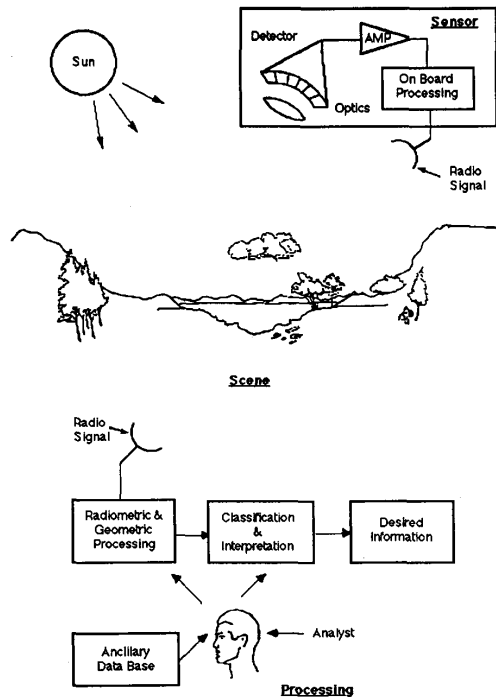 Sensor
Detector
AMP
Sun
On Board
Processing
Optics
Radio
Signal
Scene
Radio
Signal
Radiometric &
Geometric
Processing
Classification
&
Interpretation
Desired
Information
Analyst
Ancillary
Data Base
Processing